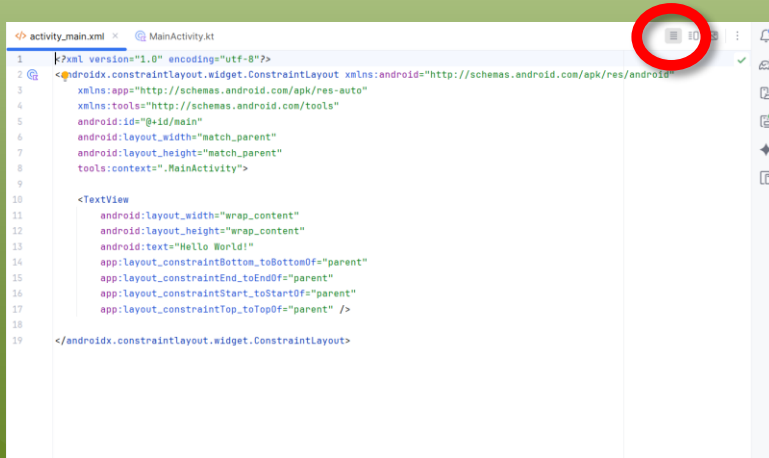 activity_main.xml MainActivity.kt
1 <?xml version="1.0" encoding="utf-8"?>
2 <androidx.constraintlayout.widget.ConstraintLayout xmlns:android="http://schemas.android.com/apk/res/android"
3 xmlns:app="http://schemas.android.com/apk/res-auto"
4 xmlns:tools="http://schemas.android.com/tools"
5 android:id="@+id/main"
6 android:layout_width="match_parent"
7 android:layout_height="match_parent"
8 tools:context=".MainActivity">
9
10 <TextView
11 android:layout_width="wrap_content"
12 android:layout_height="wrap_content"
13 android:text="Hello World!"
14 app:layout_constraintBottom_toBottomOf="parent"
15 app:layout_constraintEnd_toEndOf="parent"
16 app:layout_constraintStart_toStartOf="parent"
17 app:layout_constraintTop_toTopOf="parent" />
18
19 </androidx.constraintlayout.widget.ConstraintLayout>